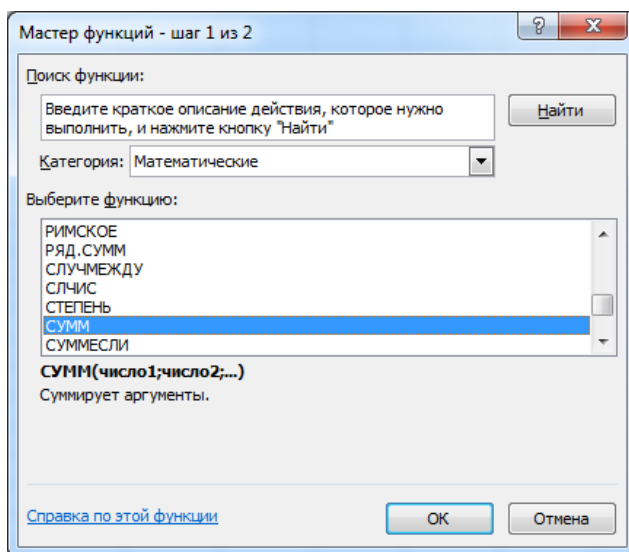 Мастер функций - шаг 1 из 2
Поиск функции:
Введите краткое описание действия, которое нужно
выполнить, и нажмите кнопку "Найти"
Найти
Категория: Математические
Выберите функцию:
РИМСКОЕ
РЯД.СУММ
СЛУЧМЕЖДУ
СЛЧИС
СТЕПЕНЬ
СУММ
СУММЕСЛИ
СУММ(число1;число2;...)
Суммирует аргументы.
Справка по этой функции
ОК
Отмена